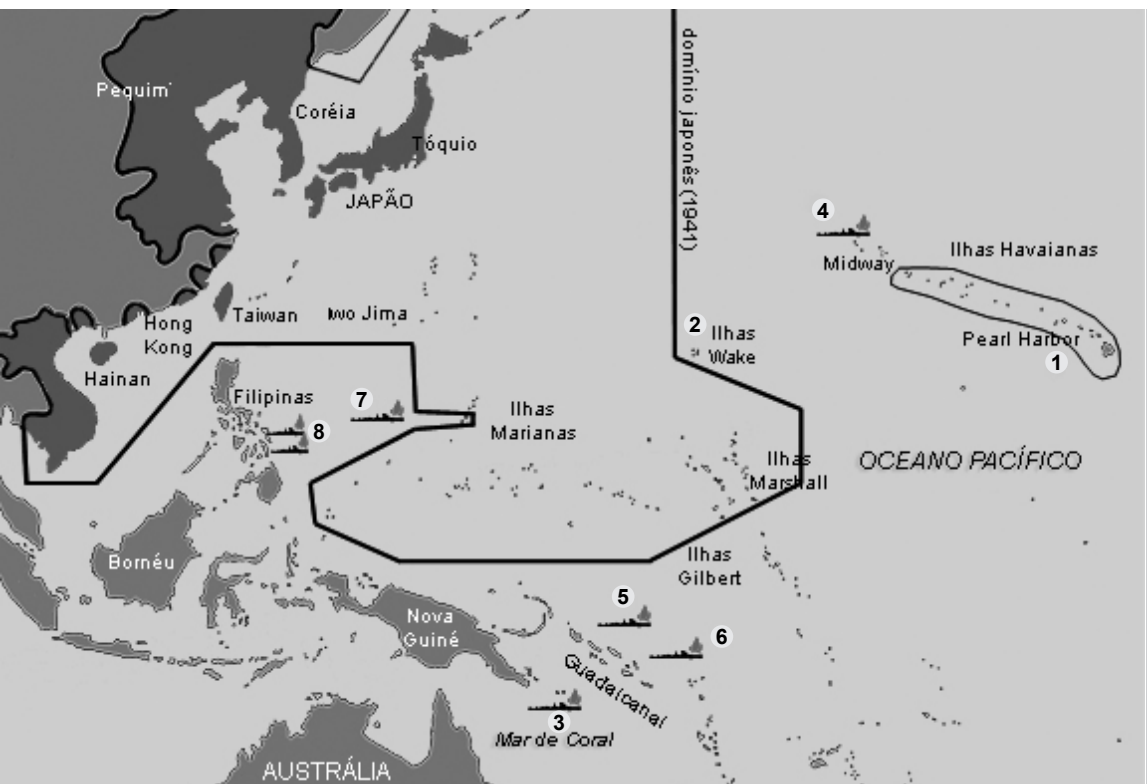 Pequim
Coréia
Tóquio
JAPÃO
domínio japonês (1941)
4
Midway
Ilhas Havaianas
Pearl Harbor
1
2
Ilhas
Wake
Hong
Kong
Taiwan
Iwo Jima
Hainan
Filipinas
7
8
Ilhas
Marianas
Ilhas
Marshall
OCEANO PACÍFICO
Bornéu
Ilhas
Gilbert
Nova
Guiné
5
6
Guadalcanal
3
Mar de Coral
AUSTRÁLIA